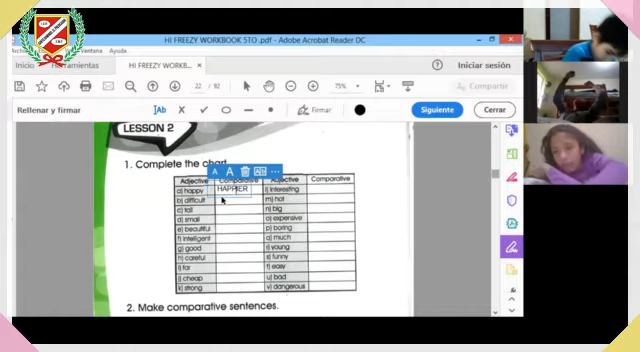 HI FREEZY WORKBOOK 5TO .pdf - Adobe Acrobat Reader DC
Ventana Ayuda
Inicio Herramientas HI FREEZY WORKB... × Iniciar sesión
22 / 92 75% Compartir
Rellenar y firmar Ab Firmar Siguiente Cerrar
LESSON 2
1. Complete the chart
Adjective Comparative Adjective Comparative
a) happy HAPPIER l) interesting
b) difficult m) hot
c) tall n) big
d) small o) expensive
e) beautiful p) boring
f) intelligent q) much
g) good r) young
h) careful s) funny
i) far t) easy
j) cheap u) bad
k) strong v) dangerous
2. Make comparative sentences.